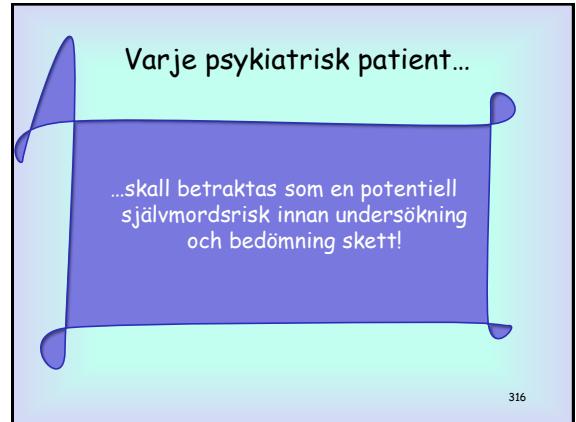 Varje psykiatrisk patient…
…skall betraktas som en potentiell
självmordsrisk innan undersökning
och bedömning skett!
316